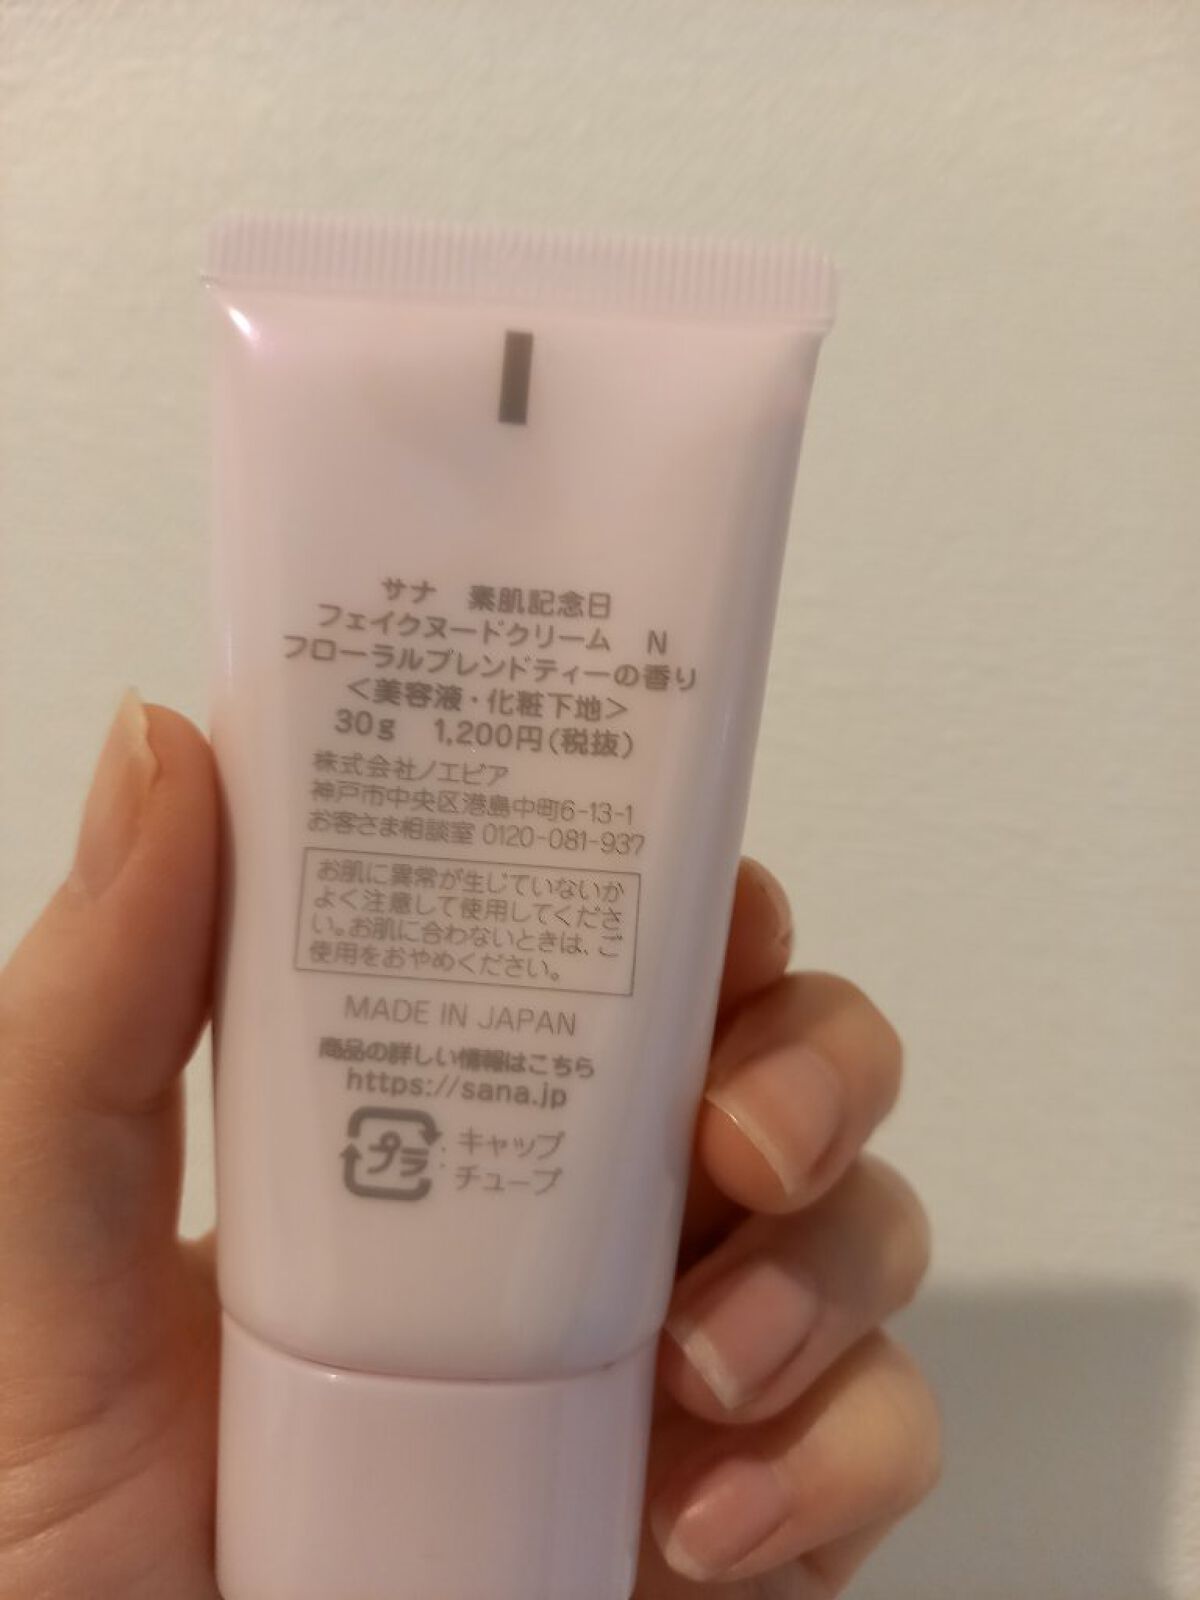 サナ 素肌記念日
フェイクヌードクリーム N
フローラルブレンドティーの香り
＜美容液・化粧下地＞
30g 1,200円(税抜)
株式会社ノエビア
神戸市中央区港島中町6-13-1
お客さま相談室 0120-081-937
お肌に異常が生じていないか
よく注意して使用してくださ
い。お肌に合わないときは、ご
使用をおやめください。
MADE IN JAPAN
商品の詳しい情報はこちら
https://sana.jp
プラ : キャップ
: チューブ